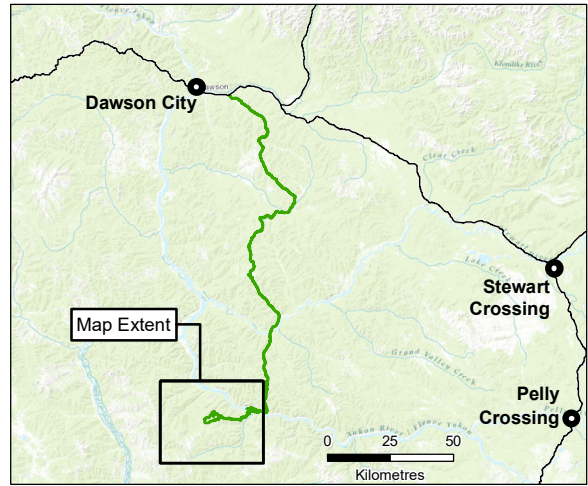 Klondike River
Dawson
Dawson City
Clear Creek
Lake Creek
Stewart
Crossing
Map Extent
Grand Valley Creek
Pelly
Crossing
Yukon River
Fleuve Yukon
0 25 50
Kilometres